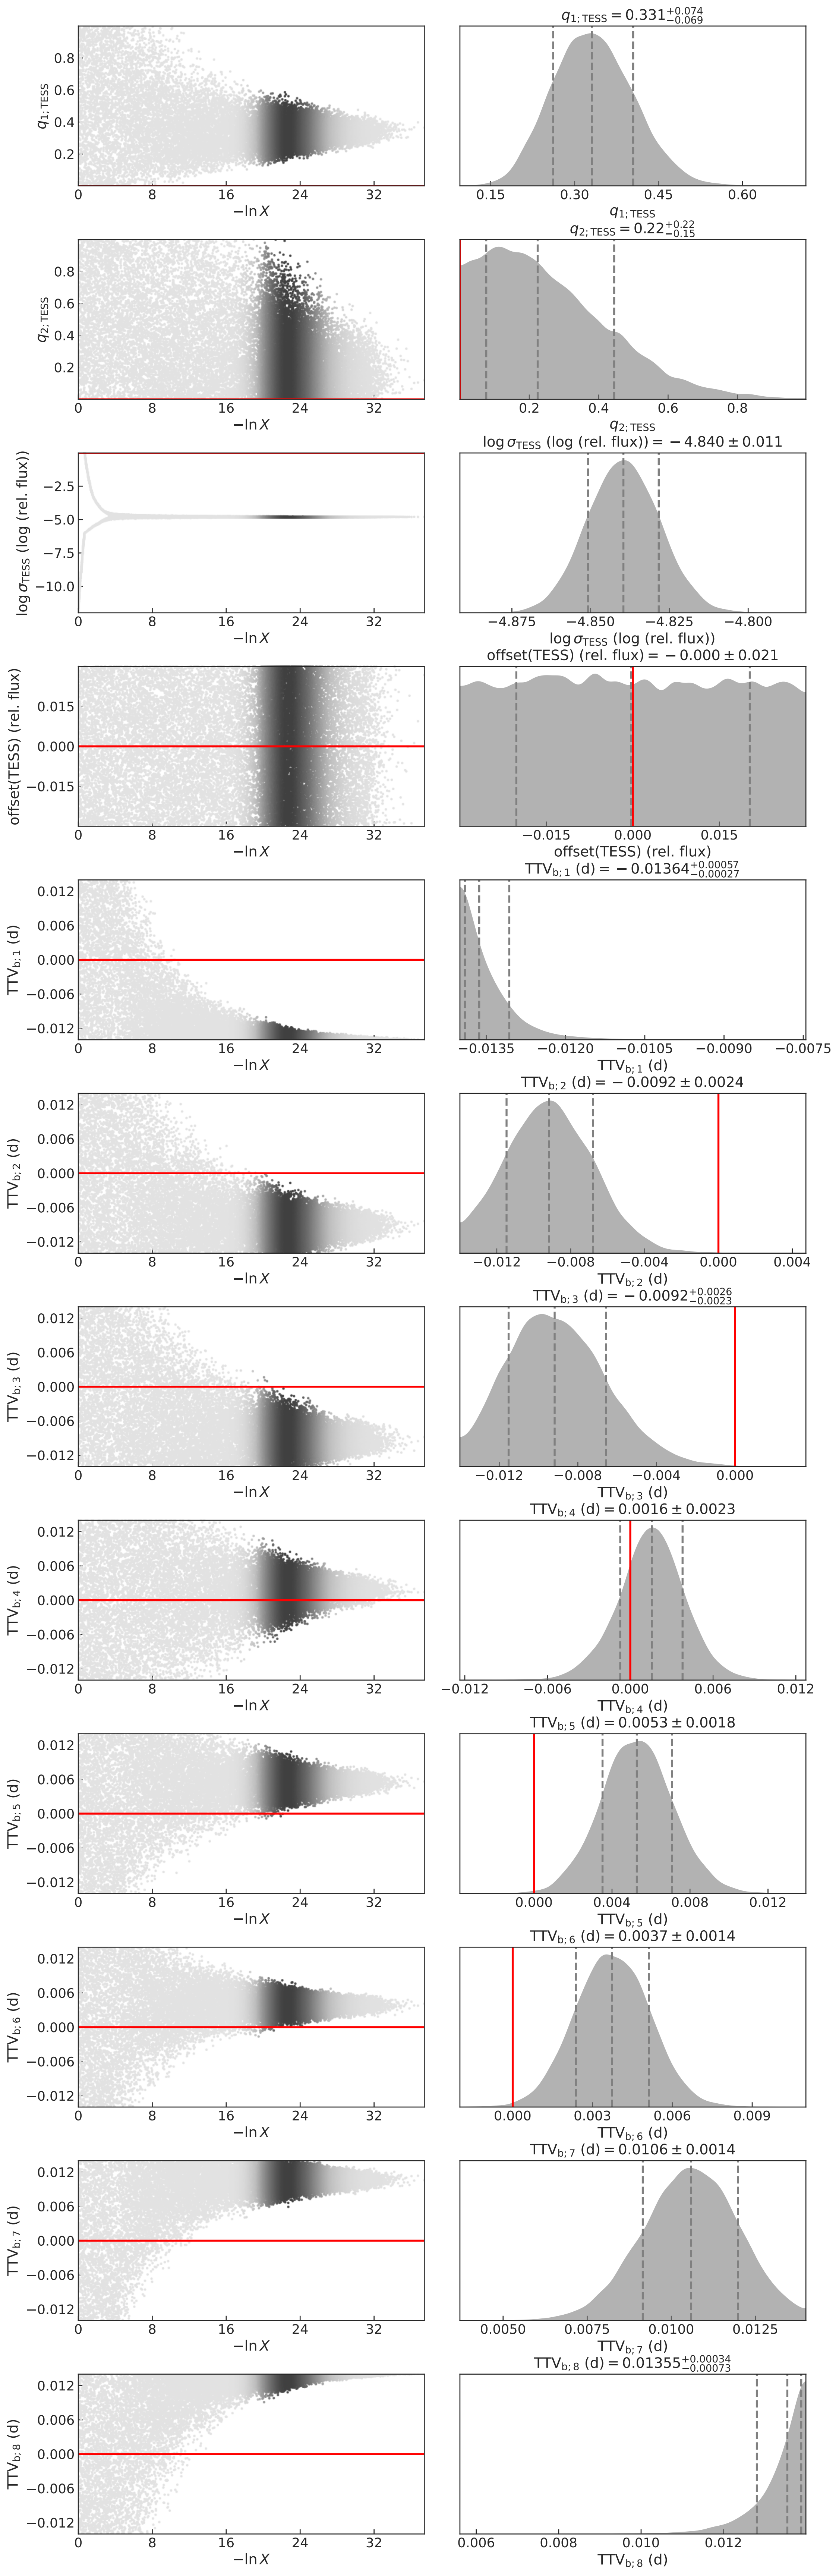 q₁;TESS = 0.331 +0.074 −0.069
0.8
0.6
0.4
0.2
q₁;TESS
0 8 16 24 32
−ln X
0.15 0.30 0.45 0.60
q₁;TESS
q₂;TESS = 0.22 +0.22 −0.15
0.8
0.6
0.4
0.2
q₂;TESS
0 8 16 24 32
−ln X
0.2 0.4 0.6 0.8
q₂;TESS
log σTESS (log (rel. flux)) = −4.840 ± 0.011
−2.5
−5.0
−7.5
−10.0
log σTESS (log (rel. flux))
0 8 16 24 32
−ln X
−4.875 −4.850 −4.825 −4.800
log σTESS (log (rel. flux))
offset(TESS) (rel. flux) = −0.000 ± 0.021
0.015
0.000
−0.015
offset(TESS) (rel. flux)
0 8 16 24 32
−ln X
−0.015 0.000 0.015
offset(TESS) (rel. flux)
TTVb;1 (d) = −0.01364 +0.00057 −0.00027
0.012
0.006
0.000
−0.006
−0.012
TTVb;1 (d)
0 8 16 24 32
−ln X
−0.0135 −0.0120 −0.0105 −0.0090 −0.0075
TTVb;1 (d)
TTVb;2 (d) = −0.0092 ± 0.0024
0.012
0.006
0.000
−0.006
−0.012
TTVb;2 (d)
0 8 16 24 32
−ln X
−0.012 −0.008 −0.004 0.000 0.004
TTVb;2 (d)
TTVb;3 (d) = −0.0092 +0.0026 −0.0023
0.012
0.006
0.000
−0.006
−0.012
TTVb;3 (d)
0 8 16 24 32
−ln X
−0.012 −0.008 −0.004 0.000
TTVb;3 (d)
TTVb;4 (d) = 0.0016 ± 0.0023
0.012
0.006
0.000
−0.006
−0.012
TTVb;4 (d)
0 8 16 24 32
−ln X
−0.012 −0.006 0.000 0.006 0.012
TTVb;4 (d)
TTVb;5 (d) = 0.0053 ± 0.0018
0.012
0.006
0.000
−0.006
−0.012
TTVb;5 (d)
0 8 16 24 32
−ln X
0.000 0.004 0.008 0.012
TTVb;5 (d)
TTVb;6 (d) = 0.0037 ± 0.0014
0.012
0.006
0.000
−0.006
−0.012
TTVb;6 (d)
0 8 16 24 32
−ln X
0.000 0.003 0.006 0.009
TTVb;6 (d)
TTVb;7 (d) = 0.0106 ± 0.0014
0.012
0.006
0.000
−0.006
−0.012
TTVb;7 (d)
0 8 16 24 32
−ln X
0.0050 0.0075 0.0100 0.0125
TTVb;7 (d)
TTVb;8 (d) = 0.01355 +0.00034 −0.00073
0.012
0.006
0.000
−0.006
−0.012
TTVb;8 (d)
0 8 16 24 32
−ln X
0.006 0.008 0.010 0.012
TTVb;8 (d)